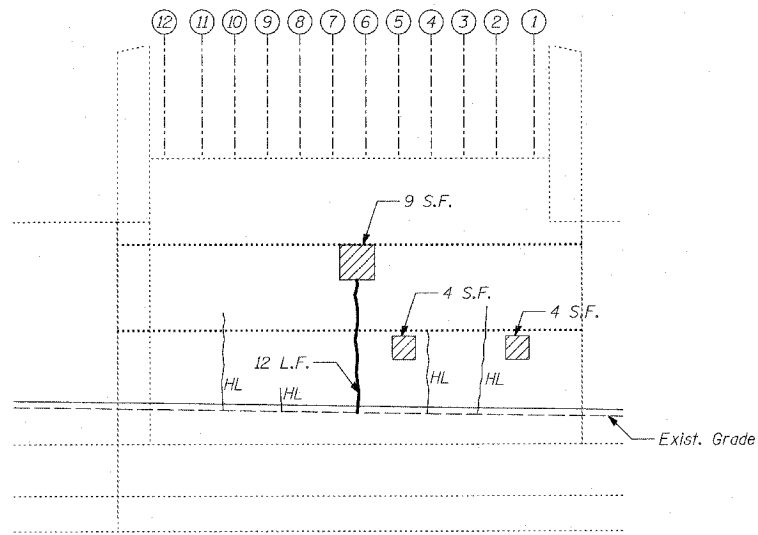 12 11 10 9 8 7 6 5 4 3 2 1
9 S.F.
4 S.F.
4 S.F.
12 L.F.
HL
HL
HL
HL
Exist. Grade